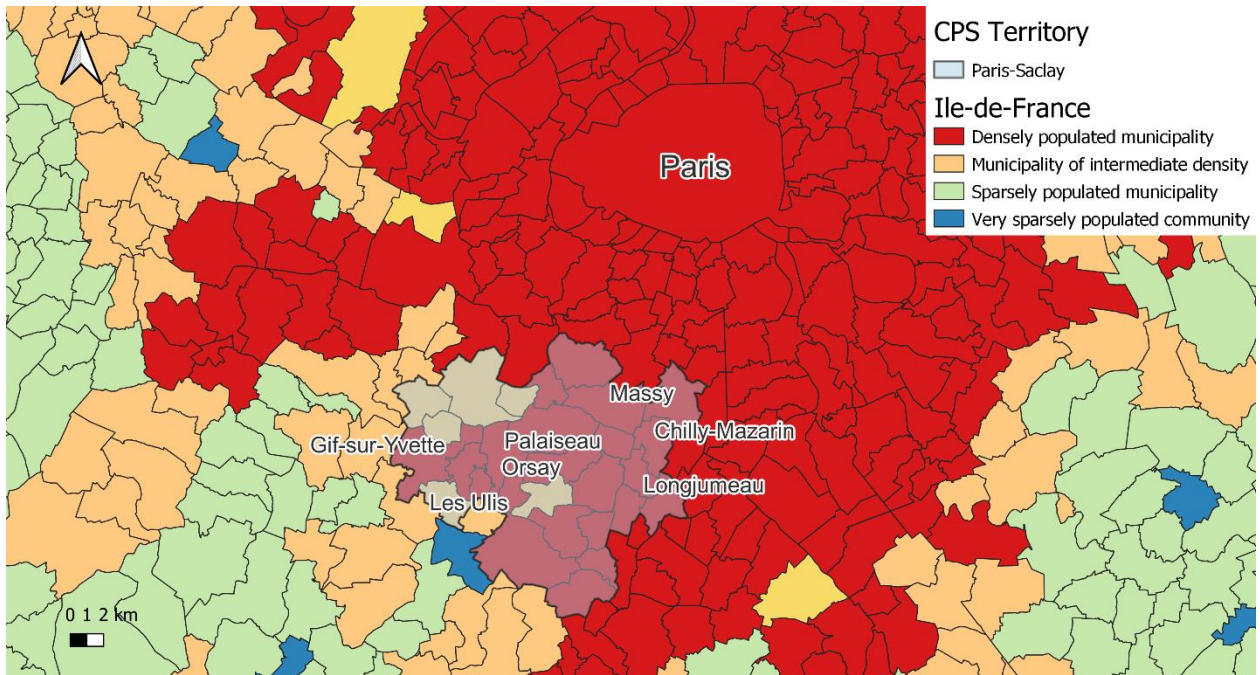 CPS Territory
Paris-Saclay
Ile-de-France
Densely populated municipality
Municipality of intermediate density
Sparsely populated municipality
Very sparsely populated community
Paris
Massy
Chilly-Mazarin
Gif-sur-Yvette
Palaiseau
Orsay
Longjumeau
Les Ulis
0 1 2 km